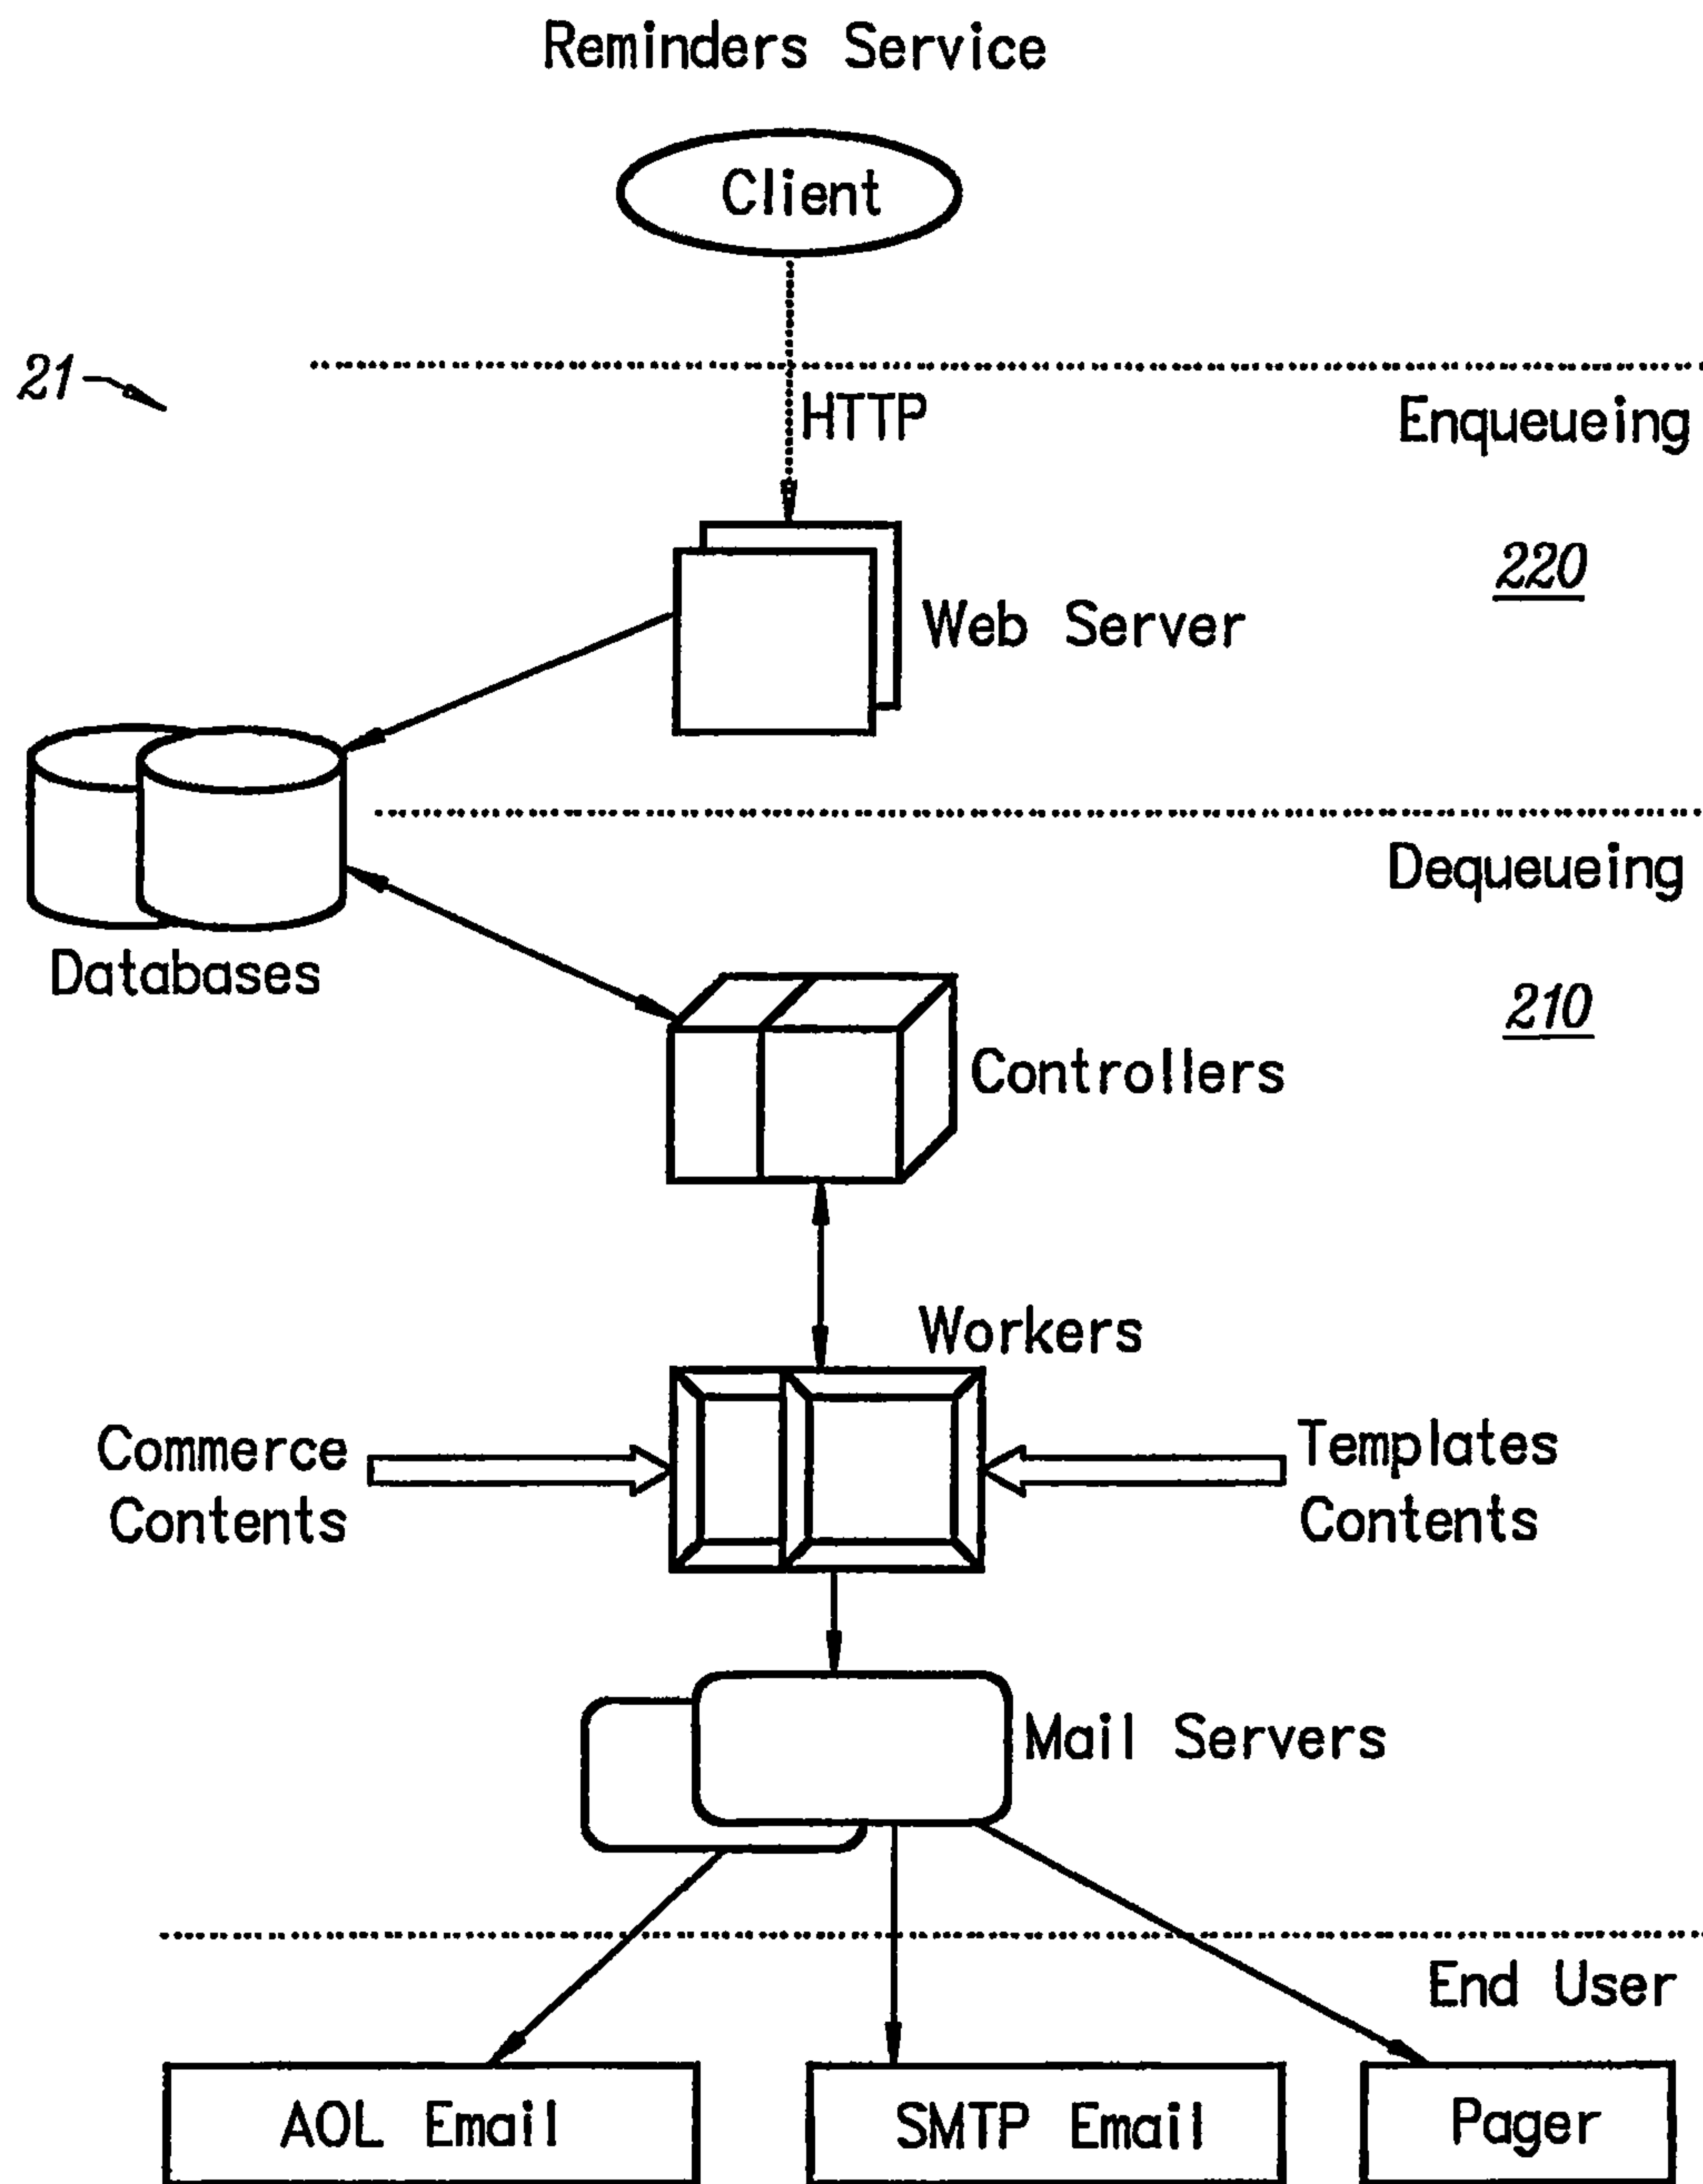 Reminders Service
Client
21
HTTP
Enqueueing
220
Web Server
Dequeueing
Databases
210
Controllers
Workers
Commerce
Contents
Templates
Contents
Mail Servers
End User
AOL Email
SMTP Email
Pager